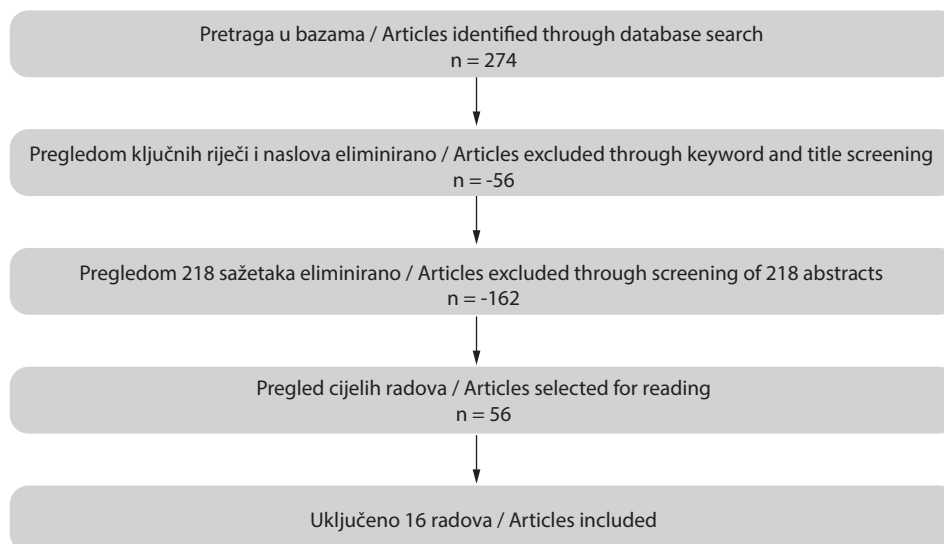 Pretraga u bazama / Articles identified through database search
n = 274
Pregledom ključnih riječi i naslova eliminirano / Articles excluded through keyword and title screening
n = -56
Pregledom 218 sažetaka eliminirano / Articles excluded through screening of 218 abstracts
n = -162
Pregled cijelih radova / Articles selected for reading
n = 56
Uključeno 16 radova / Articles included